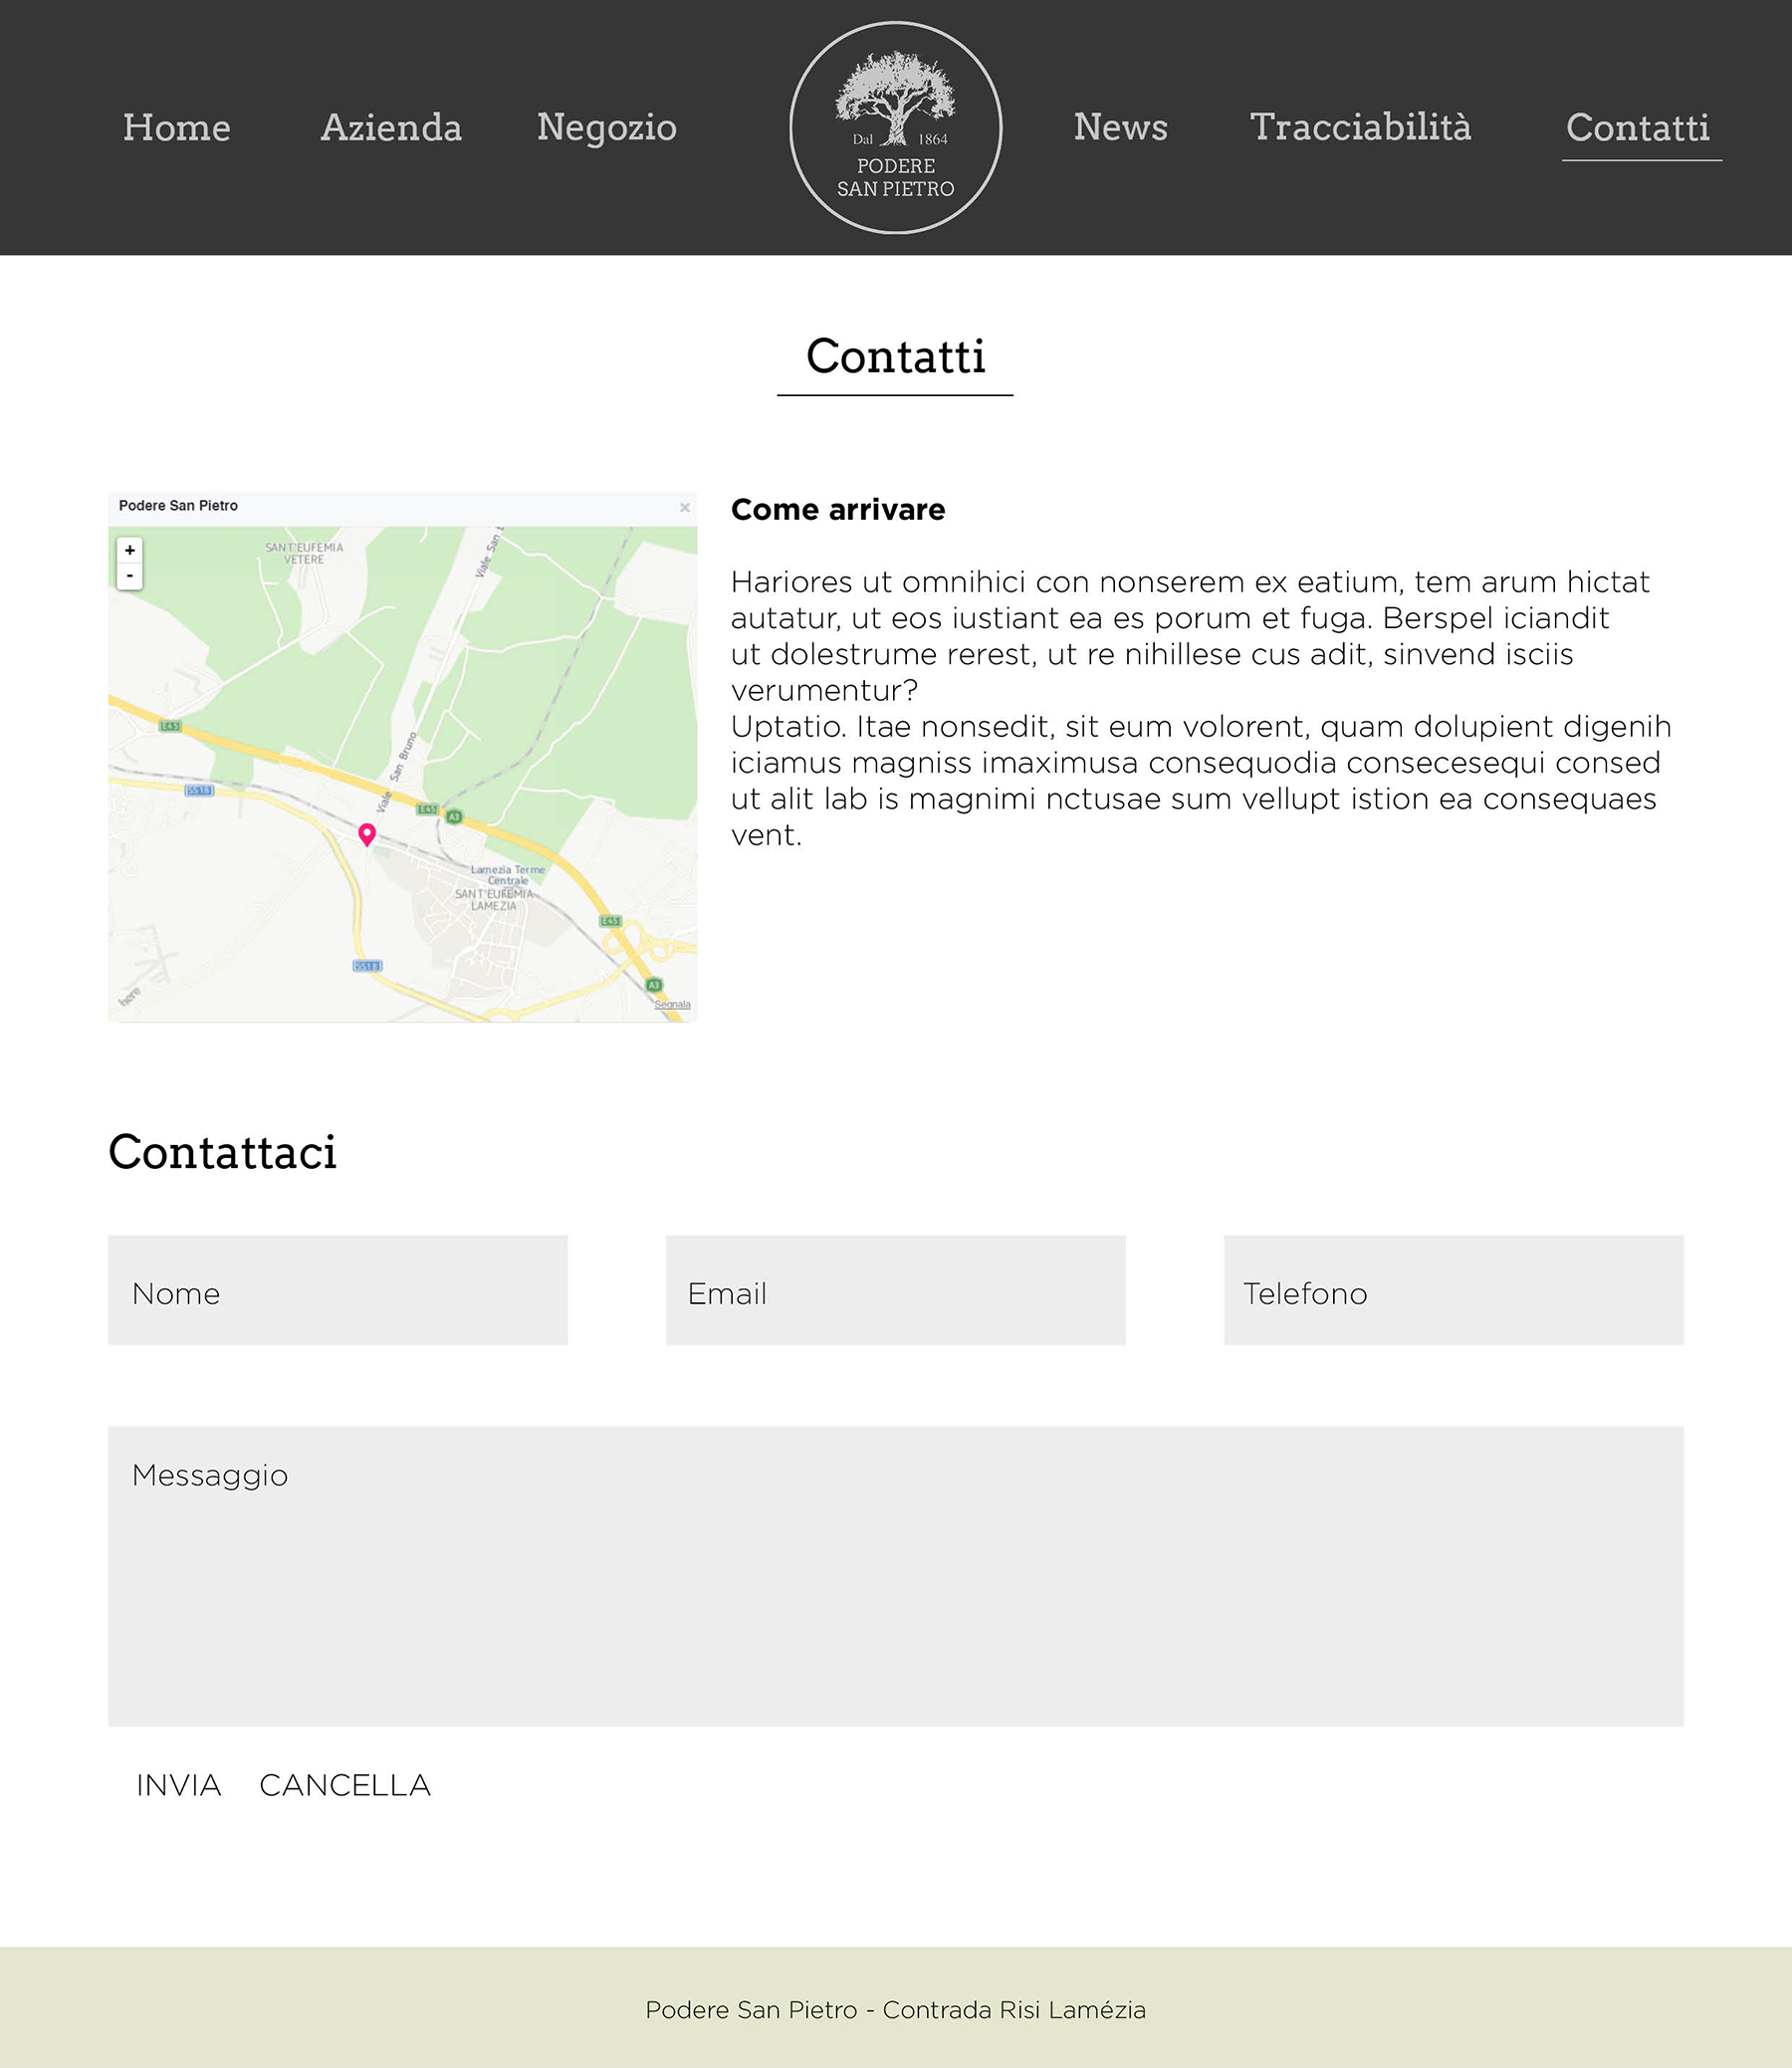 Home
Azienda
Negozio
Dal 1864
PODERE
SAN PIETRO
News
Tracciabilità
Contatti
Contatti
Podere San Pietro
×
+
-
SANT'EUFEMIA
VETERE
Viale San
E45
Viale San Bruno
SS18
E45
A3
Lamezia Terme
Centrale
SANT'EUFEMIA
LAMEZIA
E45
SS18
A3
here
Segnala
Come arrivare
Hariores ut omnihici con nonserem ex eatium, tem arum hictat
autatur, ut eos iustiant ea es porum et fuga. Berspel iciandit
ut dolestrume rerest, ut re nihillese cus adit, sinvend isciis
verumentur?
Uptatio. Itae nonsedit, sit eum volorent, quam dolupient digenih
iciamus magniss imaximusa consequodia consecesequi consed
ut alit lab is magnimi nctusae sum vellupt istion ea consequaes
vent.
Contattaci
Nome
Email
Telefono
Messaggio
INVIA
CANCELLA
Podere San Pietro - Contrada Risi Lamézia